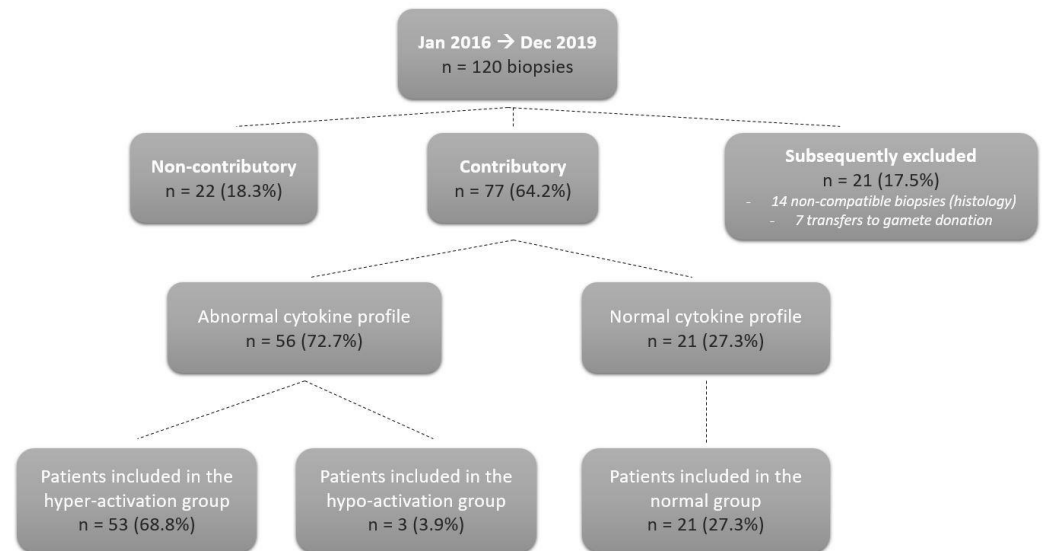 Jan 2016 → Dec 2019
n = 120 biopsies
Non-contributory
n = 22 (18.3%)
Contributory
n = 77 (64.2%)
Subsequently excluded
n = 21 (17.5%)
- 14 non-compatible biopsies (histology)
- 7 transfers to gamete donation
Abnormal cytokine profile
n = 56 (72.7%)
Normal cytokine profile
n = 21 (27.3%)
Patients included in the
hyper-activation group
n = 53 (68.8%)
Patients included in the
hypo-activation group
n = 3 (3.9%)
Patients included in the
normal group
n = 21 (27.3%)